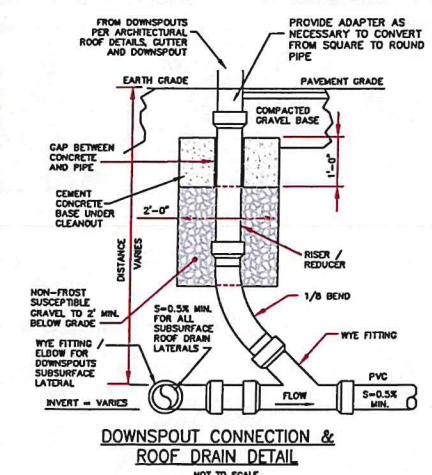 FROM DOWNSPOUTS
PER ARCHITECTURAL
ROOF DETAILS, GUTTER
AND DOWNSPOUT
PROVIDE ADAPTER AS
NECESSARY TO CONVERT
FROM SQUARE TO ROUND
PIPE
EARTH GRADE
PAVEMENT GRADE
COMPACTED
GRAVEL BASE
GAP BETWEEN
CONCRETE
AND PIPE
1'-0"
CEMENT
CONCRETE
BASE UNDER
CLEANOUT
2'-0"
DISTANCE
VARIES
RISER /
REDUCER
NON-FROST
SUSCEPTIBLE
GRAVEL TO 2' MIN.
BELOW GRADE
S=0.5% MIN.
FOR ALL
SUBSURFACE
ROOF DRAIN
LATERALS
1/8 BEND
WYE FITTING /
ELBOW FOR
DOWNSPOUTS
SUBSURFACE
LATERAL
WYE FITTING
PVC
FLOW
S=0.5%
MIN.
INVERT = VARIES
DOWNSPOUT CONNECTION &
ROOF DRAIN DETAIL
NOT TO SCALE